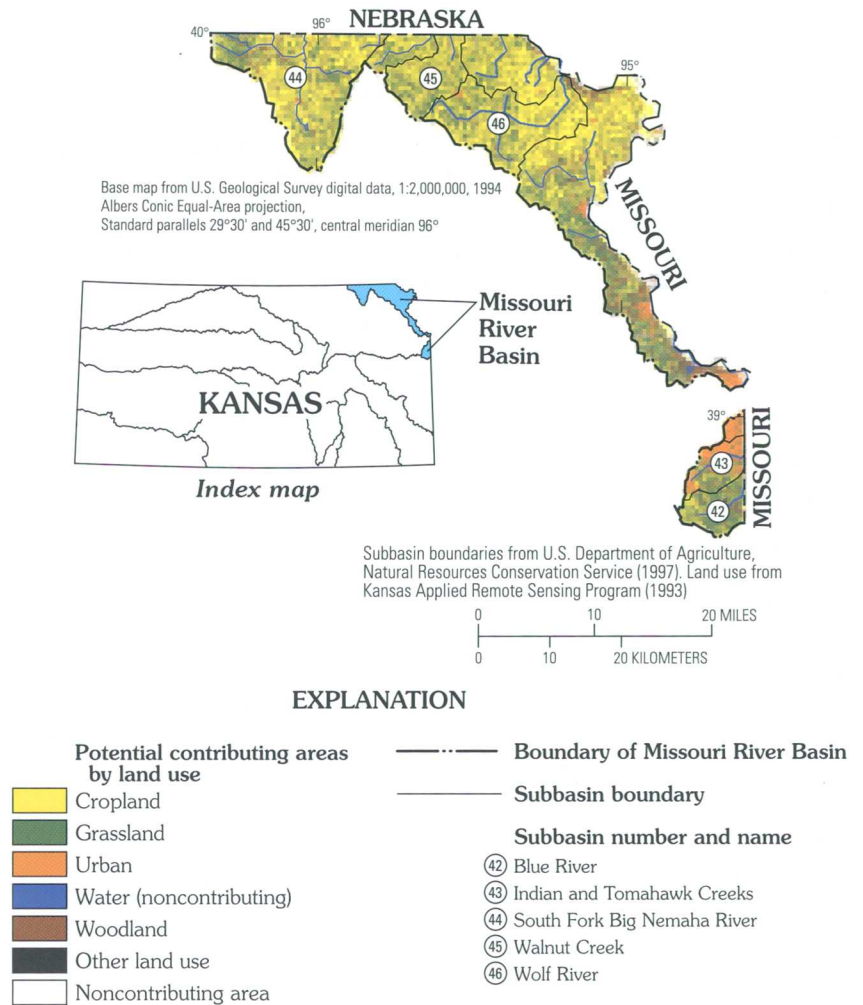 NEBRASKA
40°
96°
95°
44
45
46
MISSOURI
Base map from U.S. Geological Survey digital data, 1:2,000,000, 1994
Albers Conic Equal-Area projection,
Standard parallels 29°30' and 45°30', central meridian 96°
Missouri
River
Basin
KANSAS
Index map
39°
43
42
MISSOURI
Subbasin boundaries from U.S. Department of Agriculture,
Natural Resources Conservation Service (1997). Land use from
Kansas Applied Remote Sensing Program (1993)
0 10 20 MILES
0 10 20 KILOMETERS
EXPLANATION
Potential contributing areas
by land use
Cropland
Grassland
Urban
Water (noncontributing)
Woodland
Other land use
Noncontributing area
Boundary of Missouri River Basin
Subbasin boundary
Subbasin number and name
42 Blue River
43 Indian and Tomahawk Creeks
44 South Fork Big Nemaha River
45 Walnut Creek
46 Wolf River